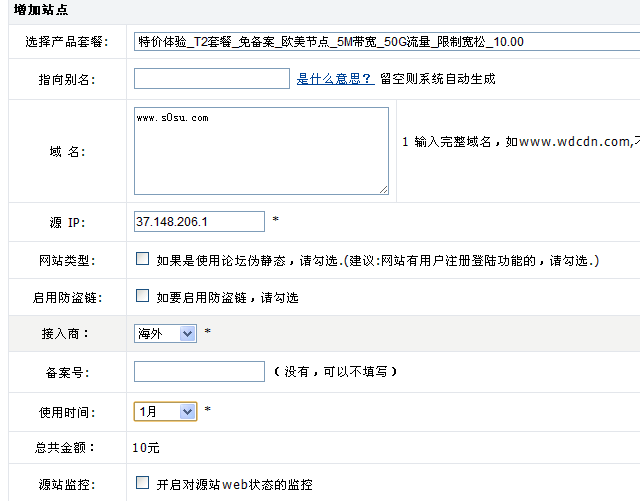 增加站点
选择产品套餐: 特价体验_T2套餐_免备案_欧美节点_5M带宽_50G流量_限制宽松_10.00
指向别名: 是什么意思？ 留空则系统自动生成
www.s0su.com
域 名: 1 输入完整域名，如www.wdcdn.com,不
源 IP: 37.148.206.1 *
网站类型: 如果是使用论坛伪静态，请勾选.(建议:网站有用户注册登陆功能的，请勾选.)
启用防盗链: 如要启用防盗链，请勾选
接入商： 海外 *
备案号: （没有，可以不填写）
使用时间: 1月 *
总共金额： 10元
源站监控: 开启对源站web状态的监控